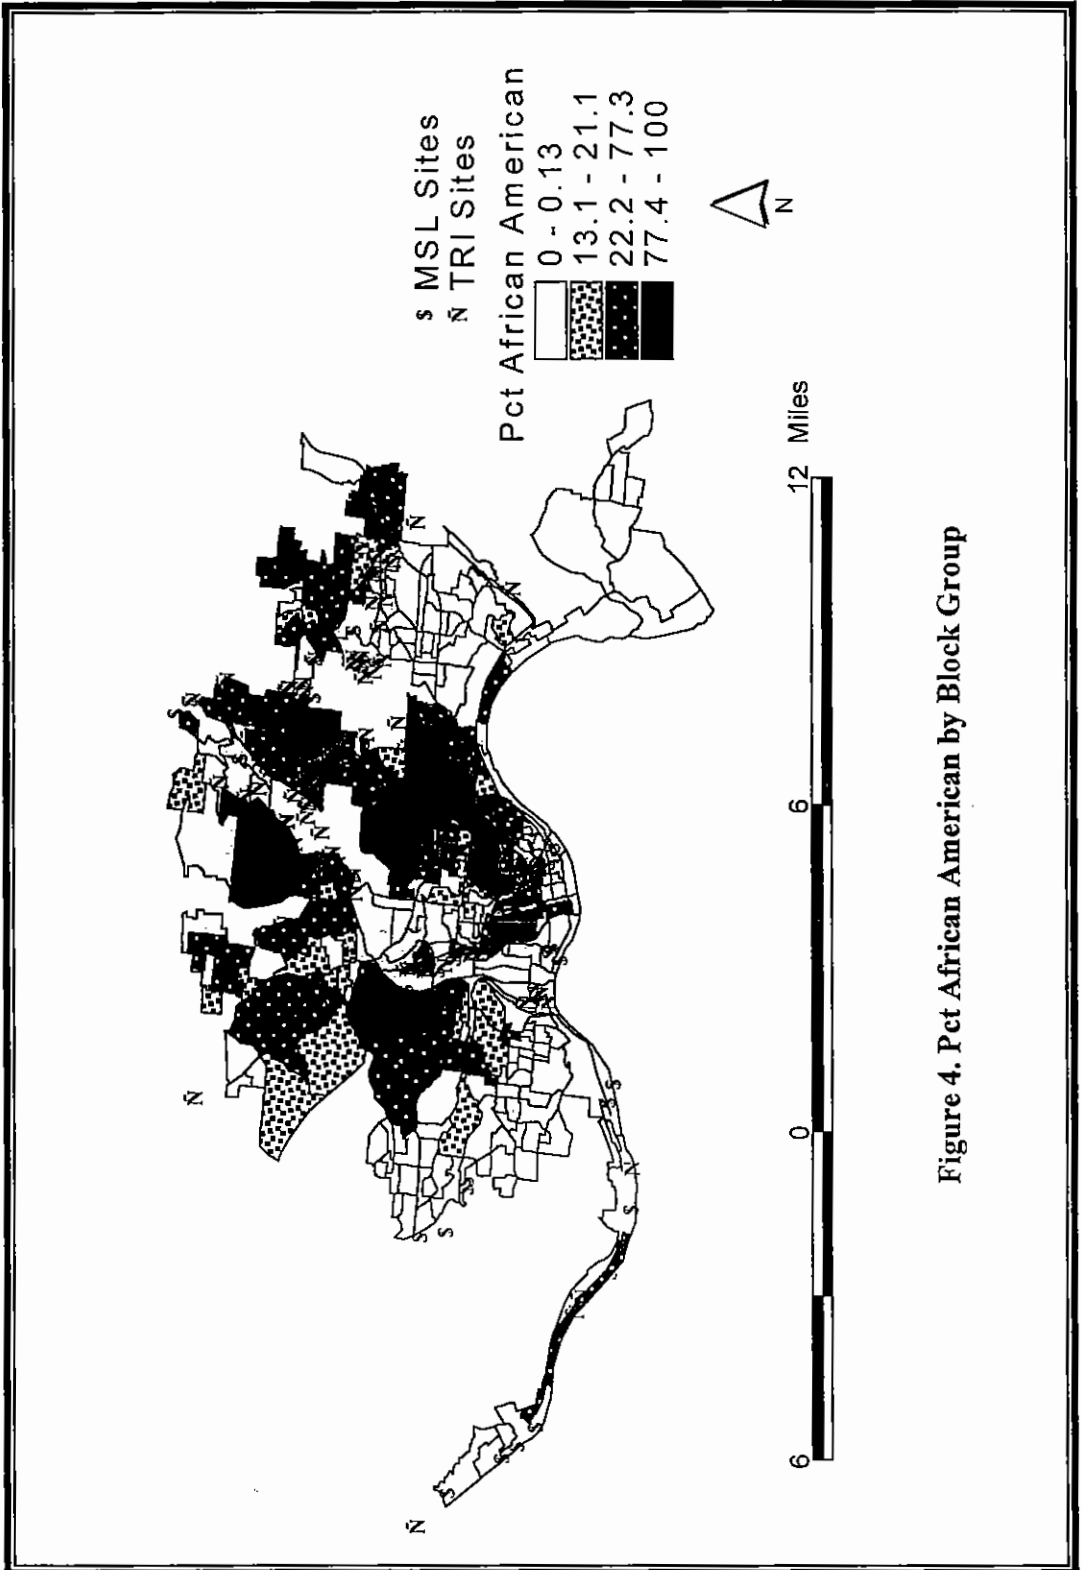 $ MSL Sites
Ñ TRI Sites
Pct African American
0 - 0.13
13.1 - 21.1
22.2 - 77.3
77.4 - 100
N
6 0 6 12 Miles
Figure 4. Pct African American by Block Group